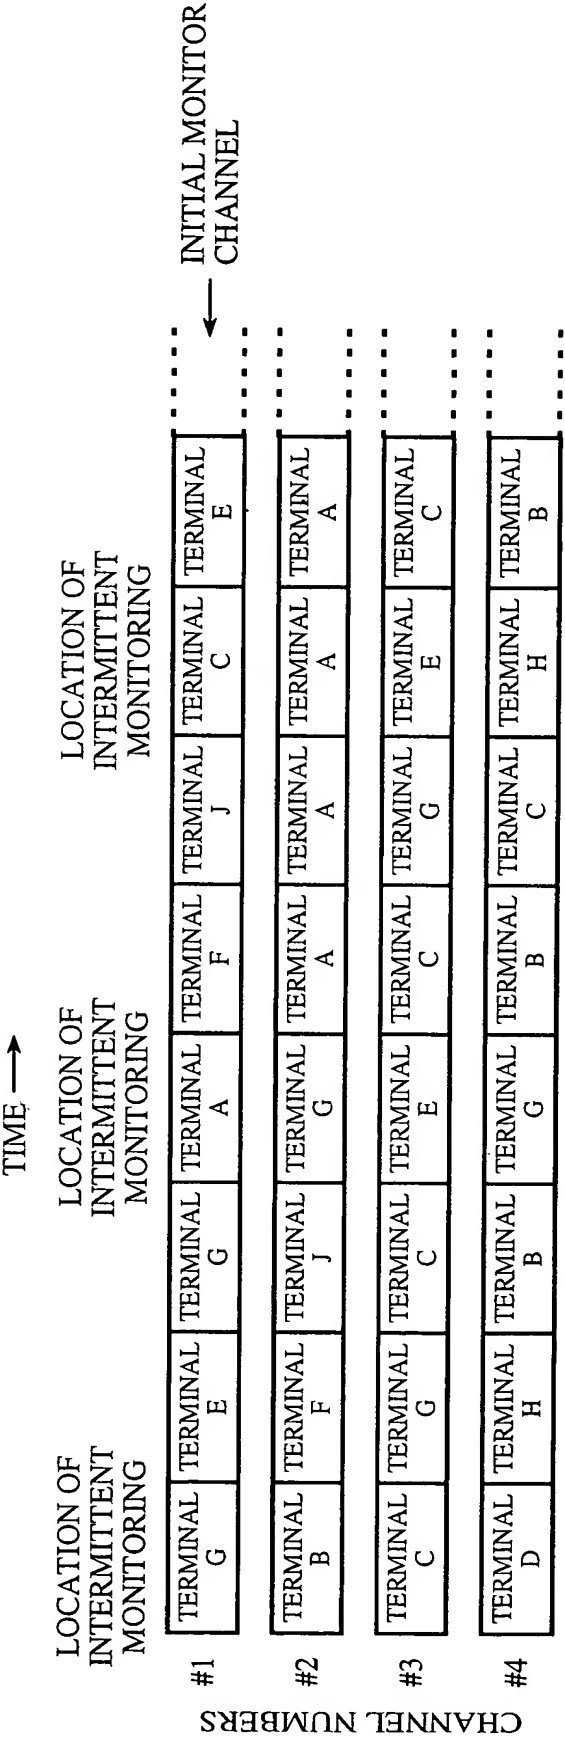 TIME
LOCATION OF
INTERMITTENT
MONITORING
LOCATION OF
INTERMITTENT
MONITORING
LOCATION OF
INTERMITTENT
MONITORING
CHANNEL NUMBERS
#1
TERMINAL
G
TERMINAL
E
TERMINAL
G
TERMINAL
A
TERMINAL
F
TERMINAL
J
TERMINAL
C
TERMINAL
E
INITIAL MONITOR
CHANNEL
#2
TERMINAL
B
TERMINAL
F
TERMINAL
J
TERMINAL
G
TERMINAL
A
TERMINAL
A
TERMINAL
A
TERMINAL
A
#3
TERMINAL
C
TERMINAL
G
TERMINAL
C
TERMINAL
E
TERMINAL
C
TERMINAL
G
TERMINAL
E
TERMINAL
C
#4
TERMINAL
D
TERMINAL
H
TERMINAL
B
TERMINAL
G
TERMINAL
B
TERMINAL
C
TERMINAL
H
TERMINAL
B